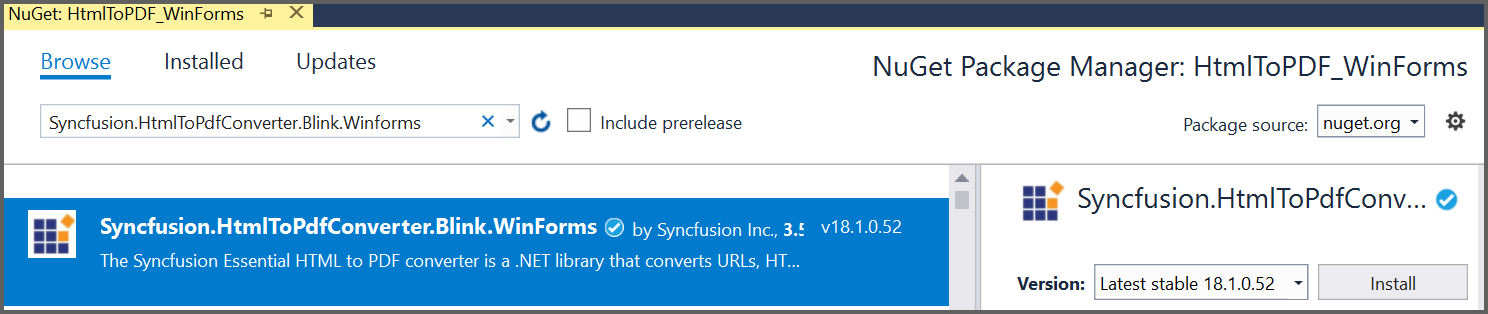 NuGet: HtmlToPDF_WinForms
Browse Installed Updates
NuGet Package Manager: HtmlToPDF_WinForms
Syncfusion.HtmlToPdfConverter.Blink.Winforms
Include prerelease
Package source: nuget.org
Syncfusion.HtmlToPdfConverter.Blink.WinForms by Syncfusion Inc., 3.5 v18.1.0.52
The Syncfusion Essential HTML to PDF converter is a .NET library that converts URLs, HT...
Syncfusion.HtmlToPdfConv...
Version: Latest stable 18.1.0.52 Install